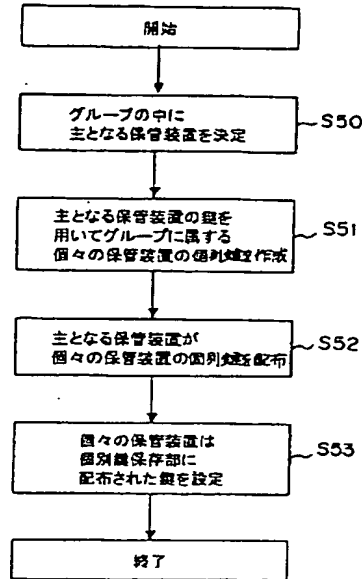 開始
グループの中に
主となる保管装置を決定
S50
主となる保管装置の鍵を
用いてグループに属する
個々の保管装置の個別鍵を作成
S51
主となる保管装置が
個々の保管装置の個別鍵を配布
S52
個々の保管装置は
個別鍵保存部に
配布された鍵を設定
S53
終了